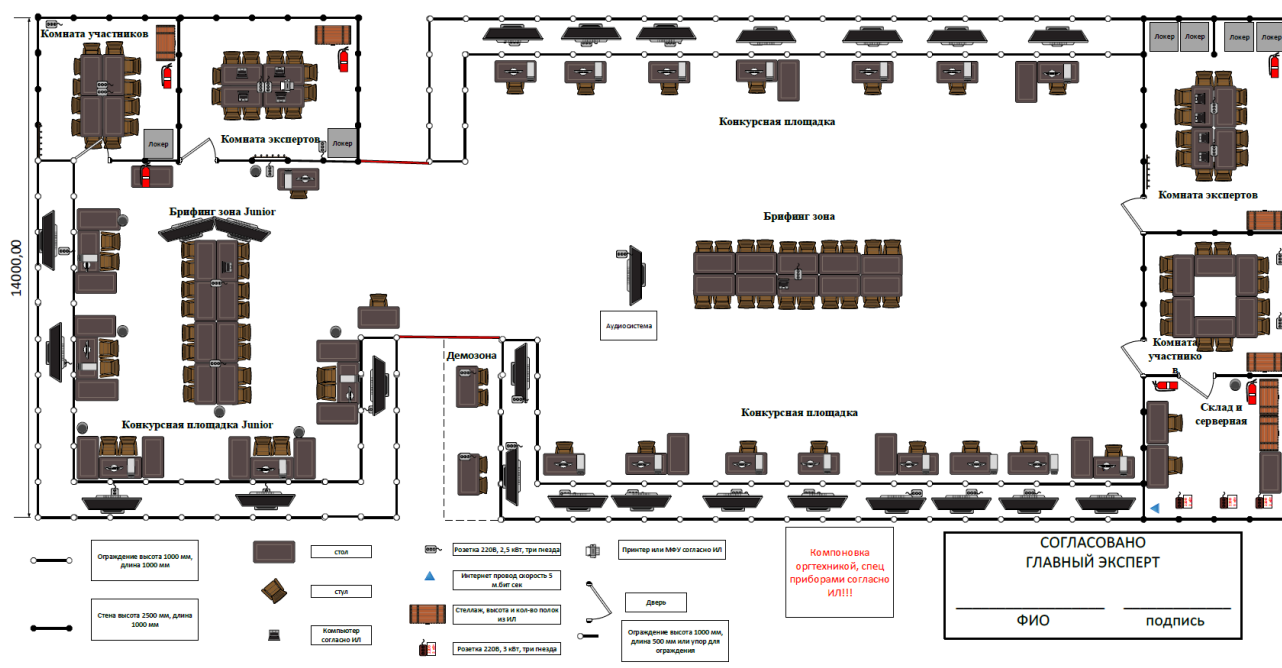 Комната участников
Локер
Комната экспертов
Локер
Конкурсная площадка
Локер
Локер
Локер
Локер
Комната экспертов
Брифинг зона Junior
Брифинг зона
14000,00
Аудиосистема
Демозона
Комната
участнико
в
Склад и
серверная
Конкурсная площадка Junior
Конкурсная площадка
Ограждение высота 1000 мм,
длина 1000 мм
стол
Розетка 220В, 2,5 кВт, три гнезда
Принтер или МФУ согласно ИЛ
Компоновка
оргтехникой, спец
приборами согласно
ИЛ!!!
СОГЛАСОВАНО
ГЛАВНЫЙ ЭКСПЕРТ
ФИО
подпись
Интернет провод скорость 5
м.бит сек
стул
Дверь
Стена высота 2500 мм, длина
1000 мм
Стеллаж, высота и кол-во полок
из ИЛ
Компьютер
согласно ИЛ
Розетка 220В, 3 кВт, три гнезда
Ограждение высота 1000 мм,
длина 500 мм или упор для
ограждения